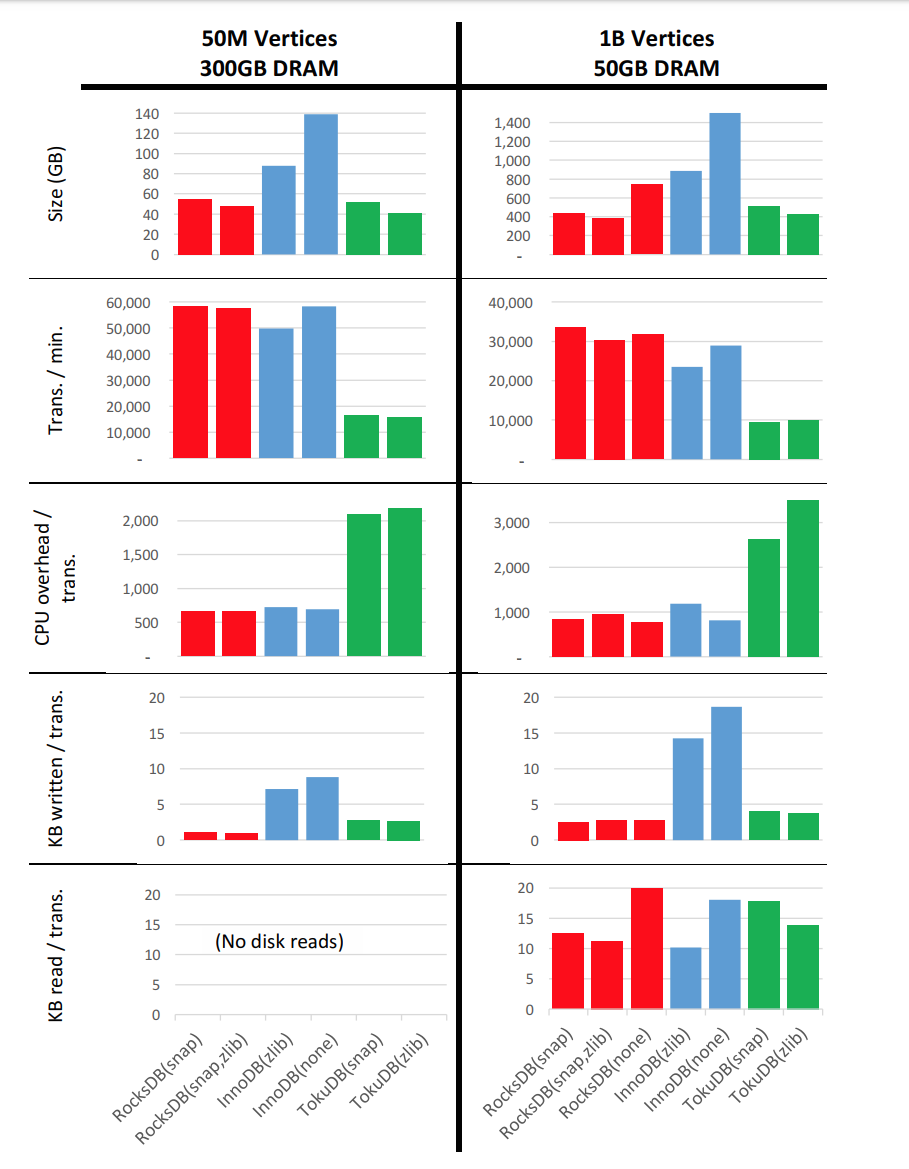 50M Vertices
300GB DRAM
1B Vertices
50GB DRAM
Size (GB)
140
120
100
80
60
40
20
0
1,400
1,200
1,000
800
600
400
200
-
Trans. / min.
60,000
50,000
40,000
30,000
20,000
10,000
-
40,000
30,000
20,000
10,000
-
CPU overhead /
trans.
2,000
1,500
1,000
500
-
3,000
2,000
1,000
-
KB written / trans.
20
15
10
5
0
20
15
10
5
0
KB read / trans.
20
15
10
5
0
(No disk reads)
20
15
10
5
0
RocksDB(snap)
RocksDB(snap,zlib)
InnoDB(zlib)
InnoDB(none)
TokuDB(snap)
TokuDB(zlib)
RocksDB(snap)
RocksDB(snap,zlib)
RocksDB(none)
InnoDB(zlib)
InnoDB(none)
TokuDB(snap)
TokuDB(zlib)